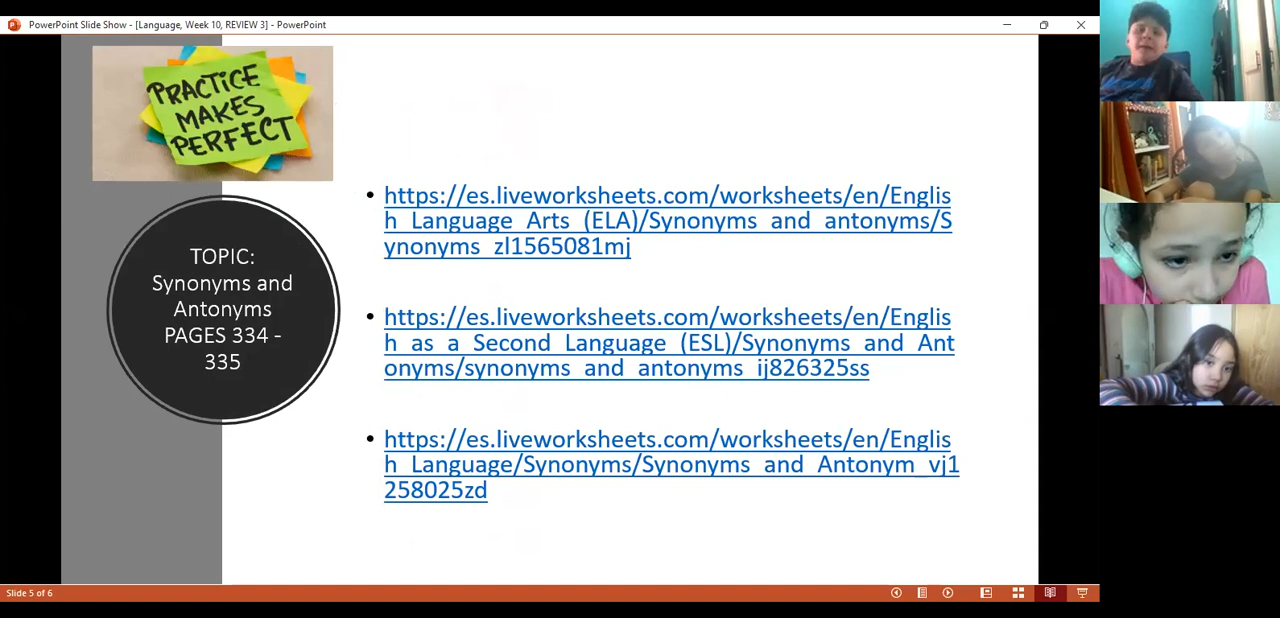 PowerPoint Slide Show - [Language, Week 10, REVIEW 3] - PowerPoint
PRACTICE
MAKES
PERFECT
TOPIC:
Synonyms and
Antonyms
PAGES 334 -
335
• https://es.liveworksheets.com/worksheets/en/Englis
h_Language_Arts_(ELA)/Synonyms_and_antonyms/S
ynonyms_zl1565081mj
• https://es.liveworksheets.com/worksheets/en/Englis
h_as_a_Second_Language_(ESL)/Synonyms_and_Ant
onyms/synonyms_and_antonyms_ij826325ss
• https://es.liveworksheets.com/worksheets/en/Englis
h_Language/Synonyms/Synonyms_and_Antonym_vj1
258025zd
Slide 5 of 6